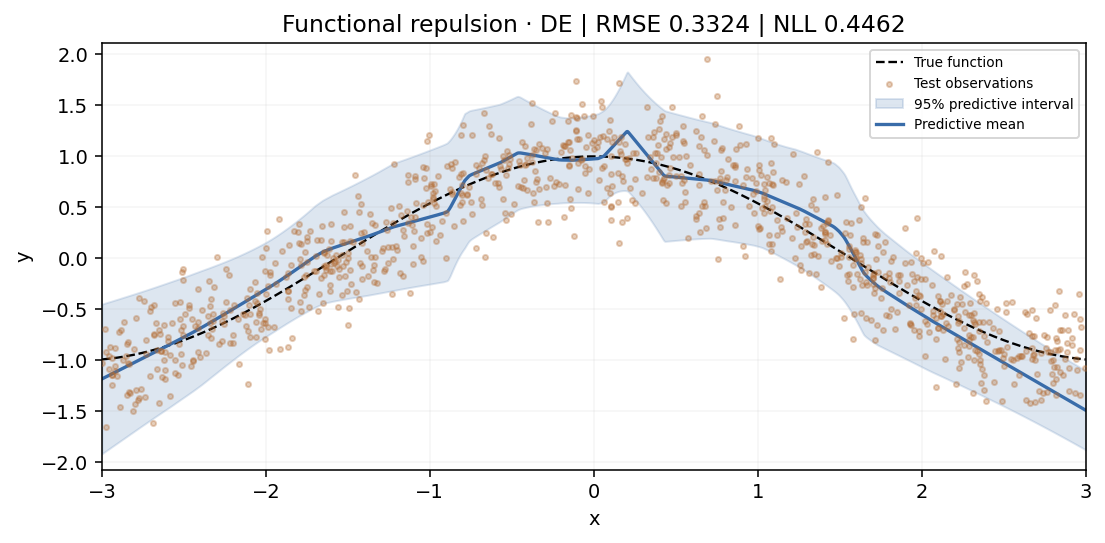 Functional repulsion · DE | RMSE 0.3324 | NLL 0.4462
True function
Test observations
95% predictive interval
Predictive mean
y
2.0
1.5
1.0
0.5
0.0
−0.5
−1.0
−1.5
−2.0
−3 −2 −1 0 1 2 3
x